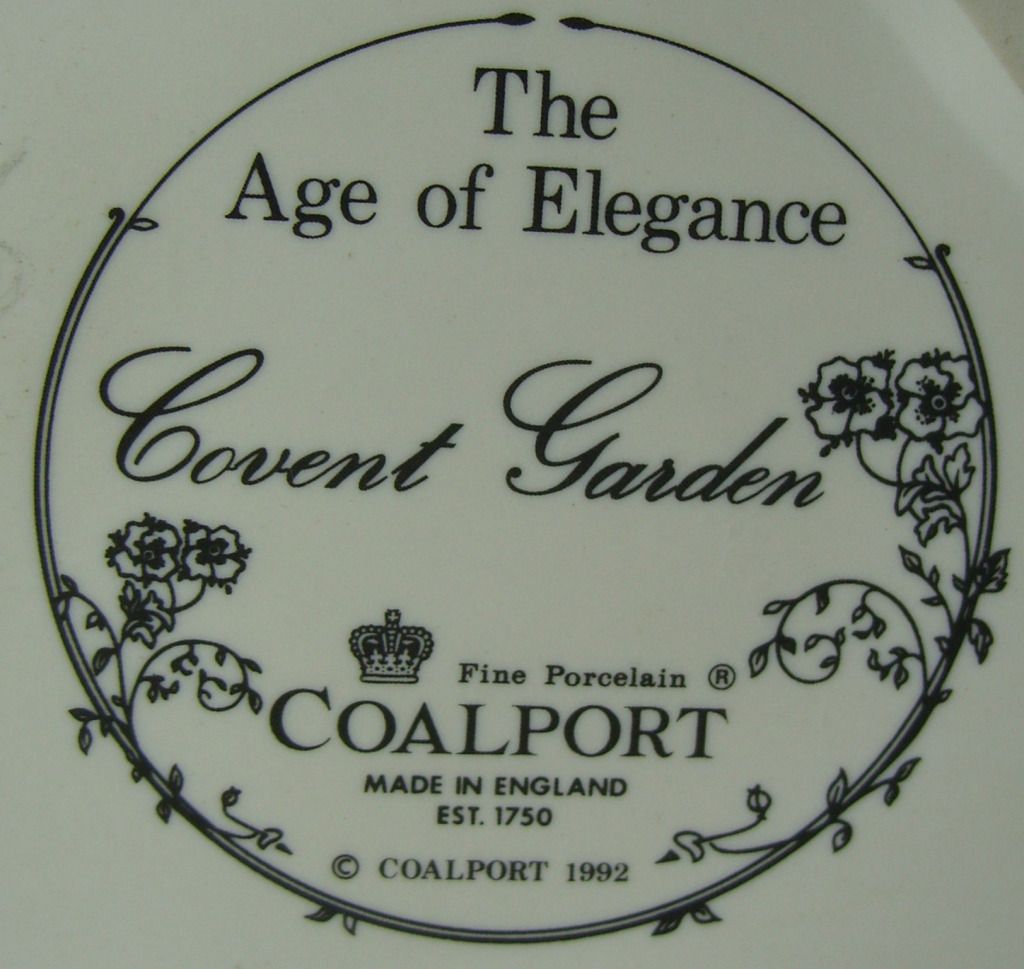 The
Age of Elegance
Covent Garden
Fine Porcelain ®
COALPORT
MADE IN ENGLAND
EST. 1750
© COALPORT 1992